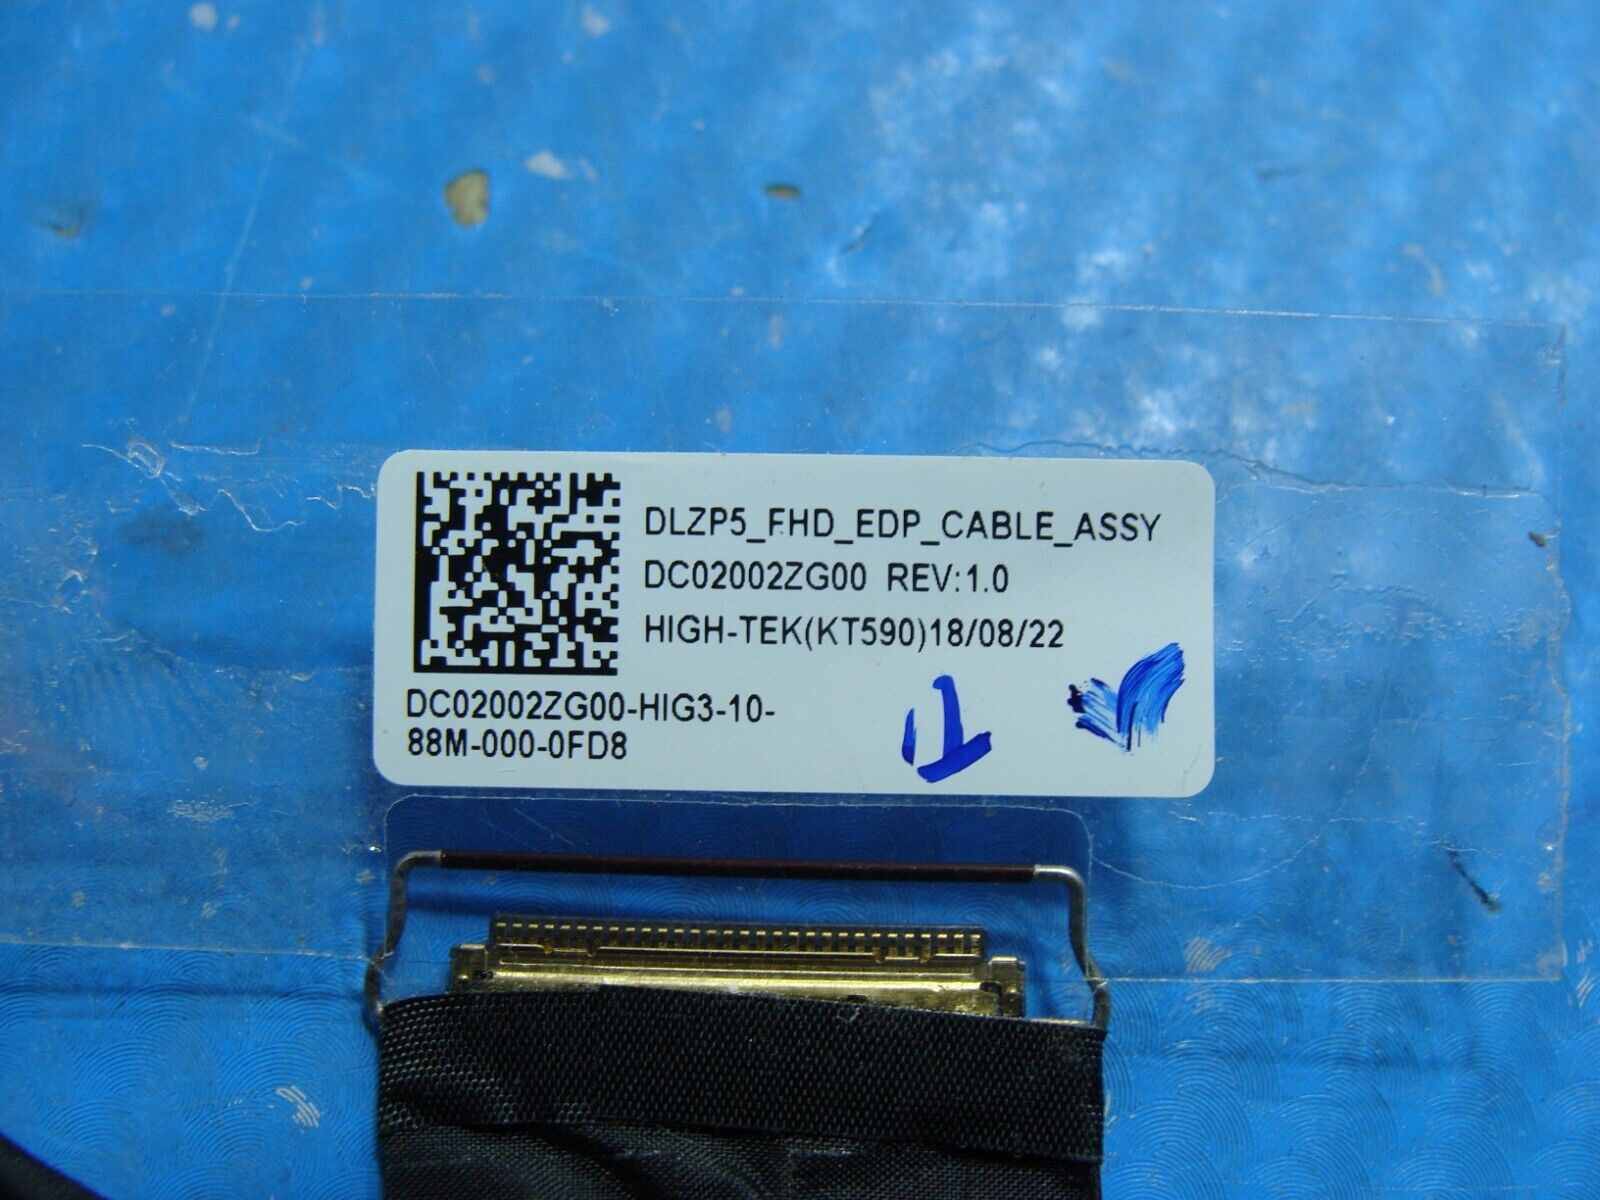 DLZP5_FHD_EDP_CABLE_ASSY
DC02002ZG00 REV:1.0
HIGH-TEK(KT590)18/08/22
DC02002ZG00-HIG3-10-
88M-000-0FD8